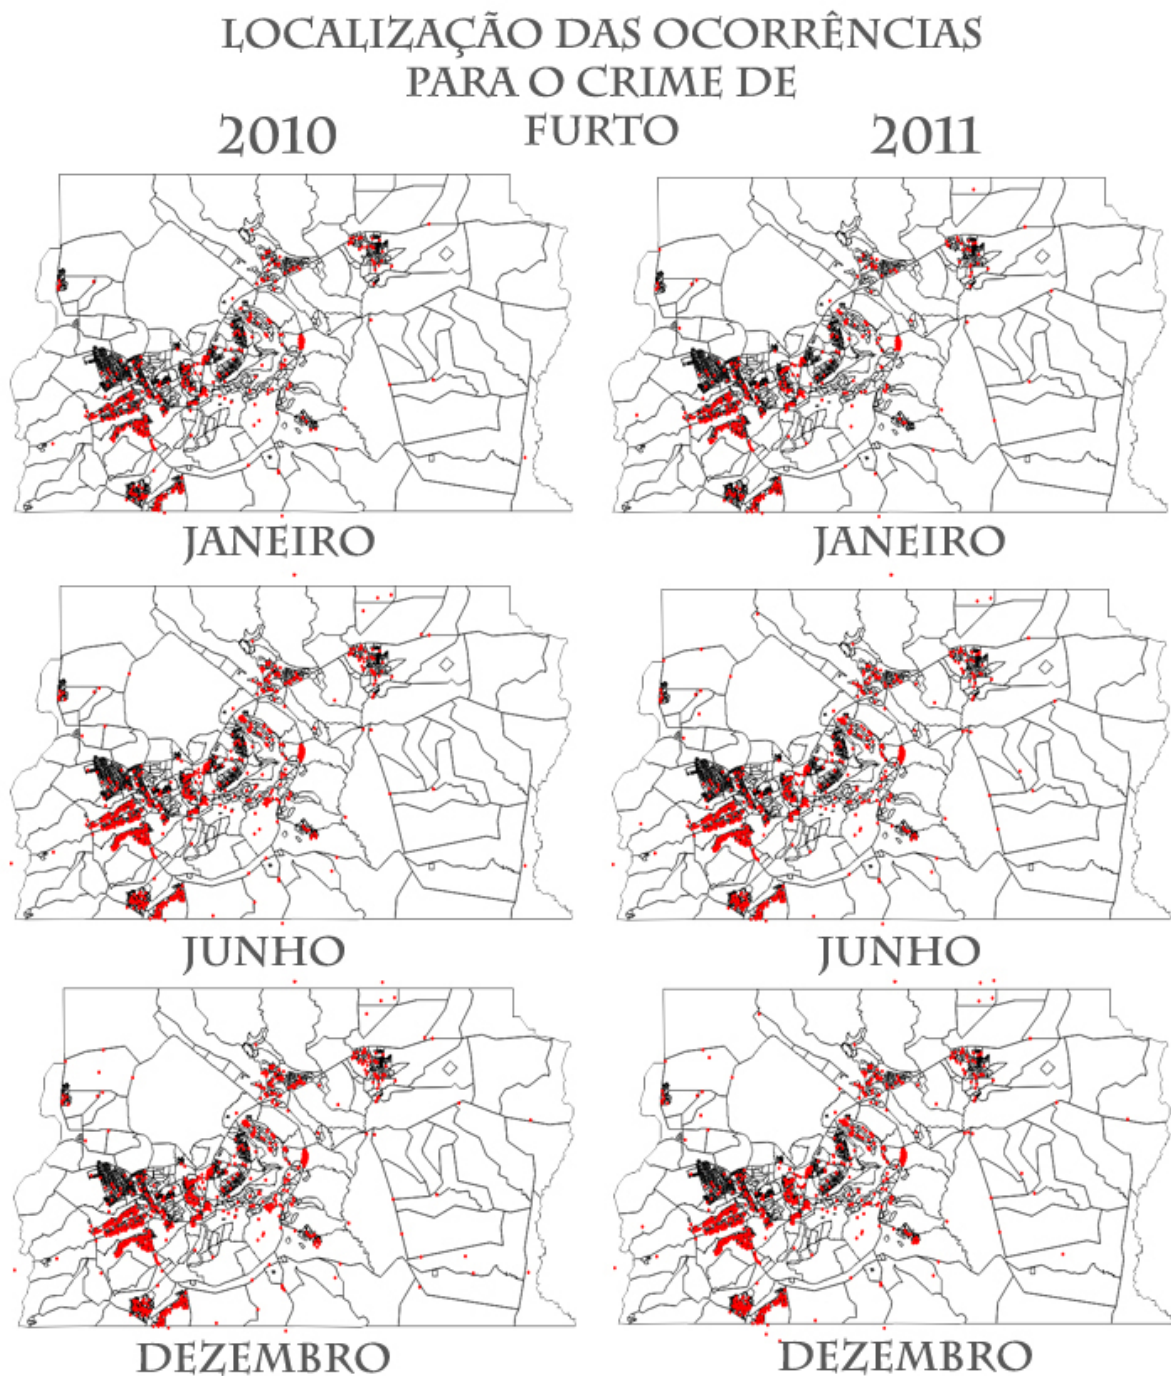 LOCALIZAÇÃO DAS OCORRÊNCIAS
PARA O CRIME DE
FURTO
2010
2011
JANEIRO
JANEIRO
JUNHO
JUNHO
DEZEMBRO
DEZEMBRO